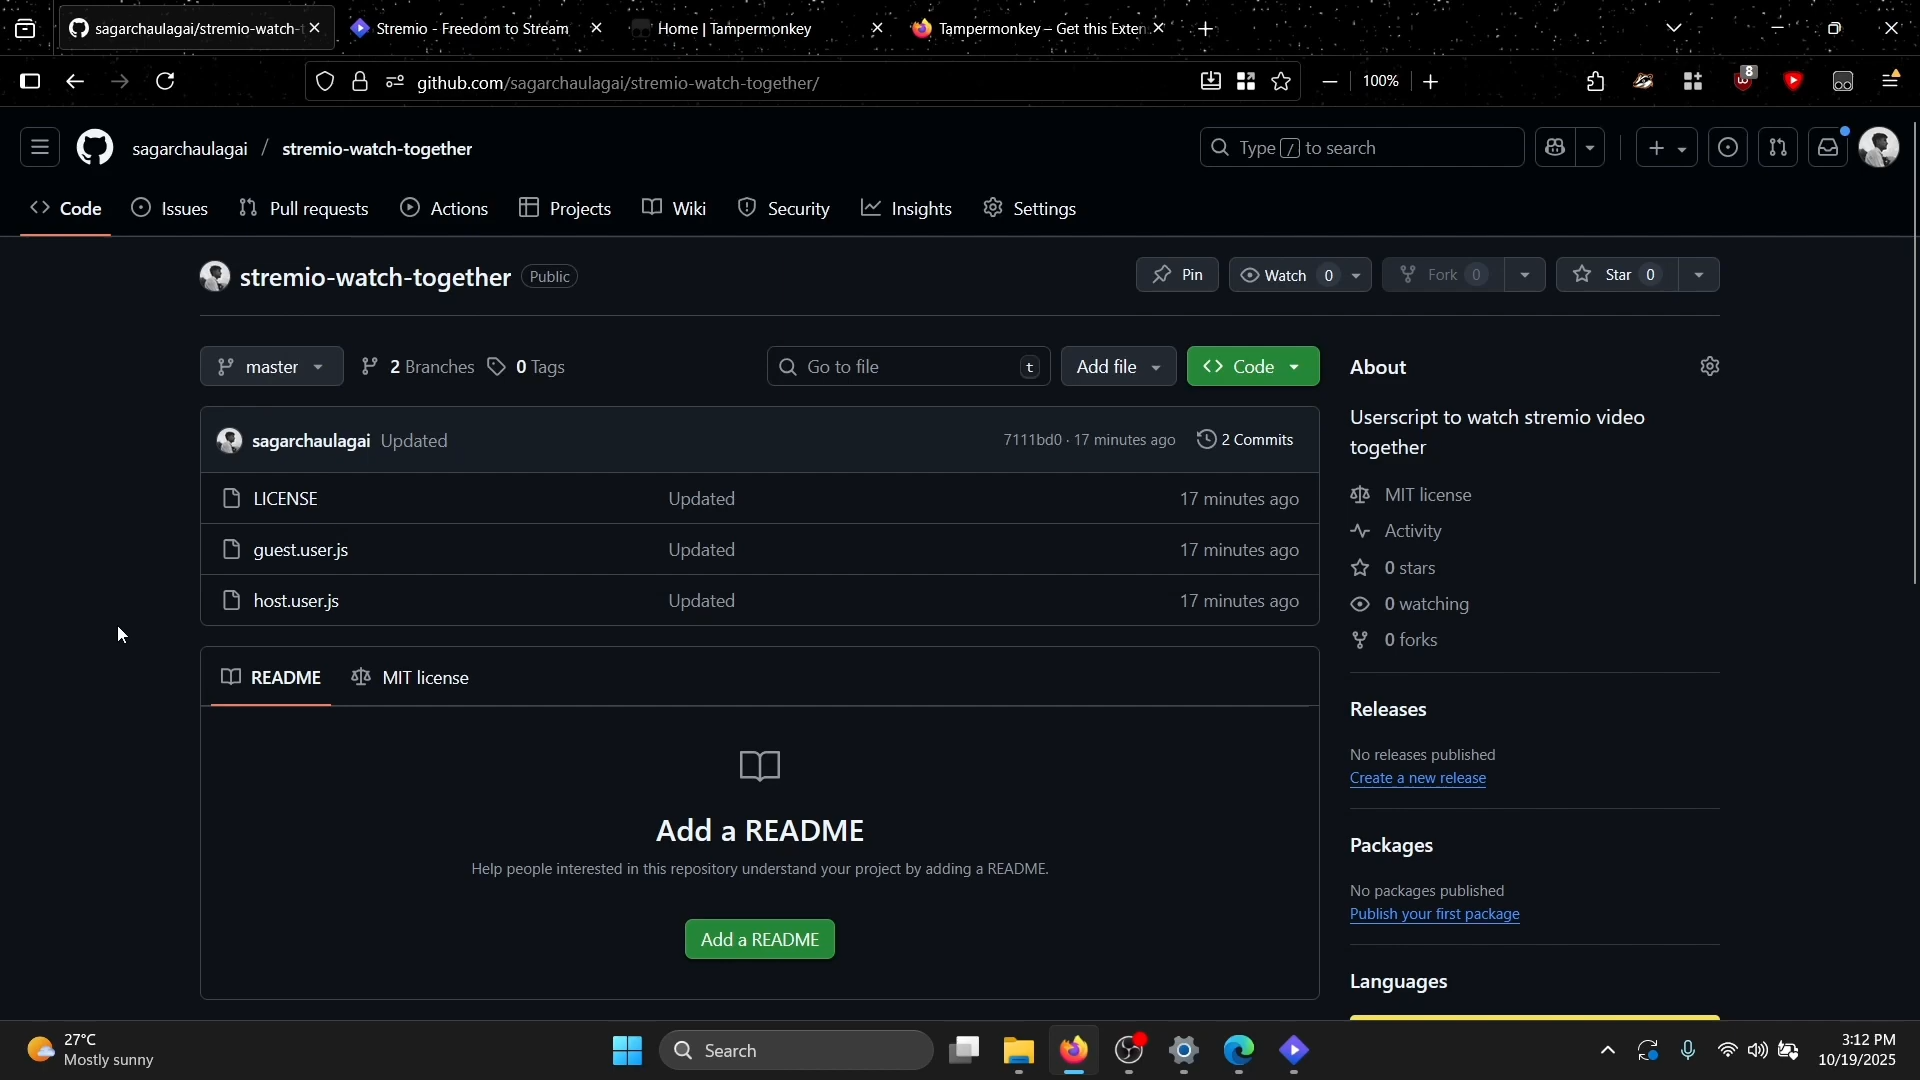 sagarchaulagai/stremio-watch-t
Stremio - Freedom to Stream
Home | Tampermonkey
Tampermonkey – Get this Exten
github.com/sagarchaulagai/stremio-watch-together/
100%
8
sagarchaulagai / stremio-watch-together
Type / to search
Code
Issues
Pull requests
Actions
Projects
Wiki
Security
Insights
Settings
stremio-watch-together
Public
Pin
Watch 0
Fork 0
Star 0
master
2 Branches
0 Tags
Go to file
t
Add file
Code
sagarchaulagai Updated
7111bd0 · 17 minutes ago
2 Commits
LICENSE
Updated
17 minutes ago
guest.user.js
Updated
17 minutes ago
host.user.js
Updated
17 minutes ago
README
MIT license
Add a README
Help people interested in this repository understand your project by adding a README.
Add a README
About
Userscript to watch stremio video
together
MIT license
Activity
0 stars
0 watching
0 forks
Releases
No releases published
Create a new release
Packages
No packages published
Publish your first package
Languages
27°C
Mostly sunny
Search
3:12 PM
10/19/2025